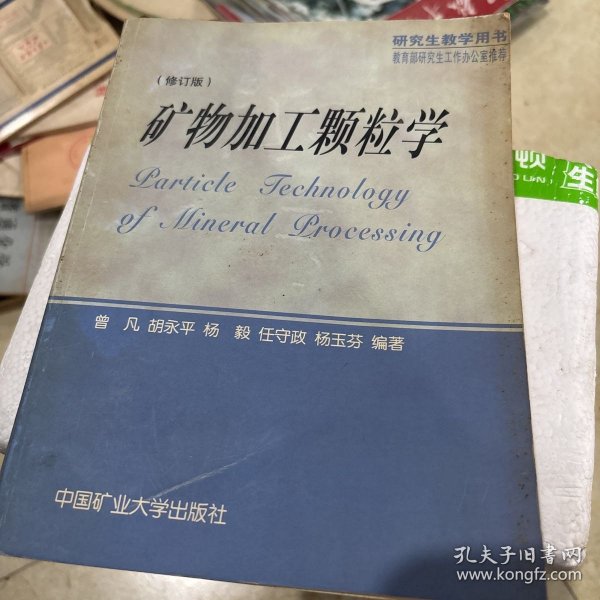 研究生教学用书
教育部研究生工作办公室推荐
(修订版)
矿物加工颗粒学
Particle Technology
of Mineral Processing
曾 凡 胡永平 杨 毅 任守政 杨玉芬 编著
中国矿业大学出版社
顿 生
孔夫子旧书网
www.kongfz.com